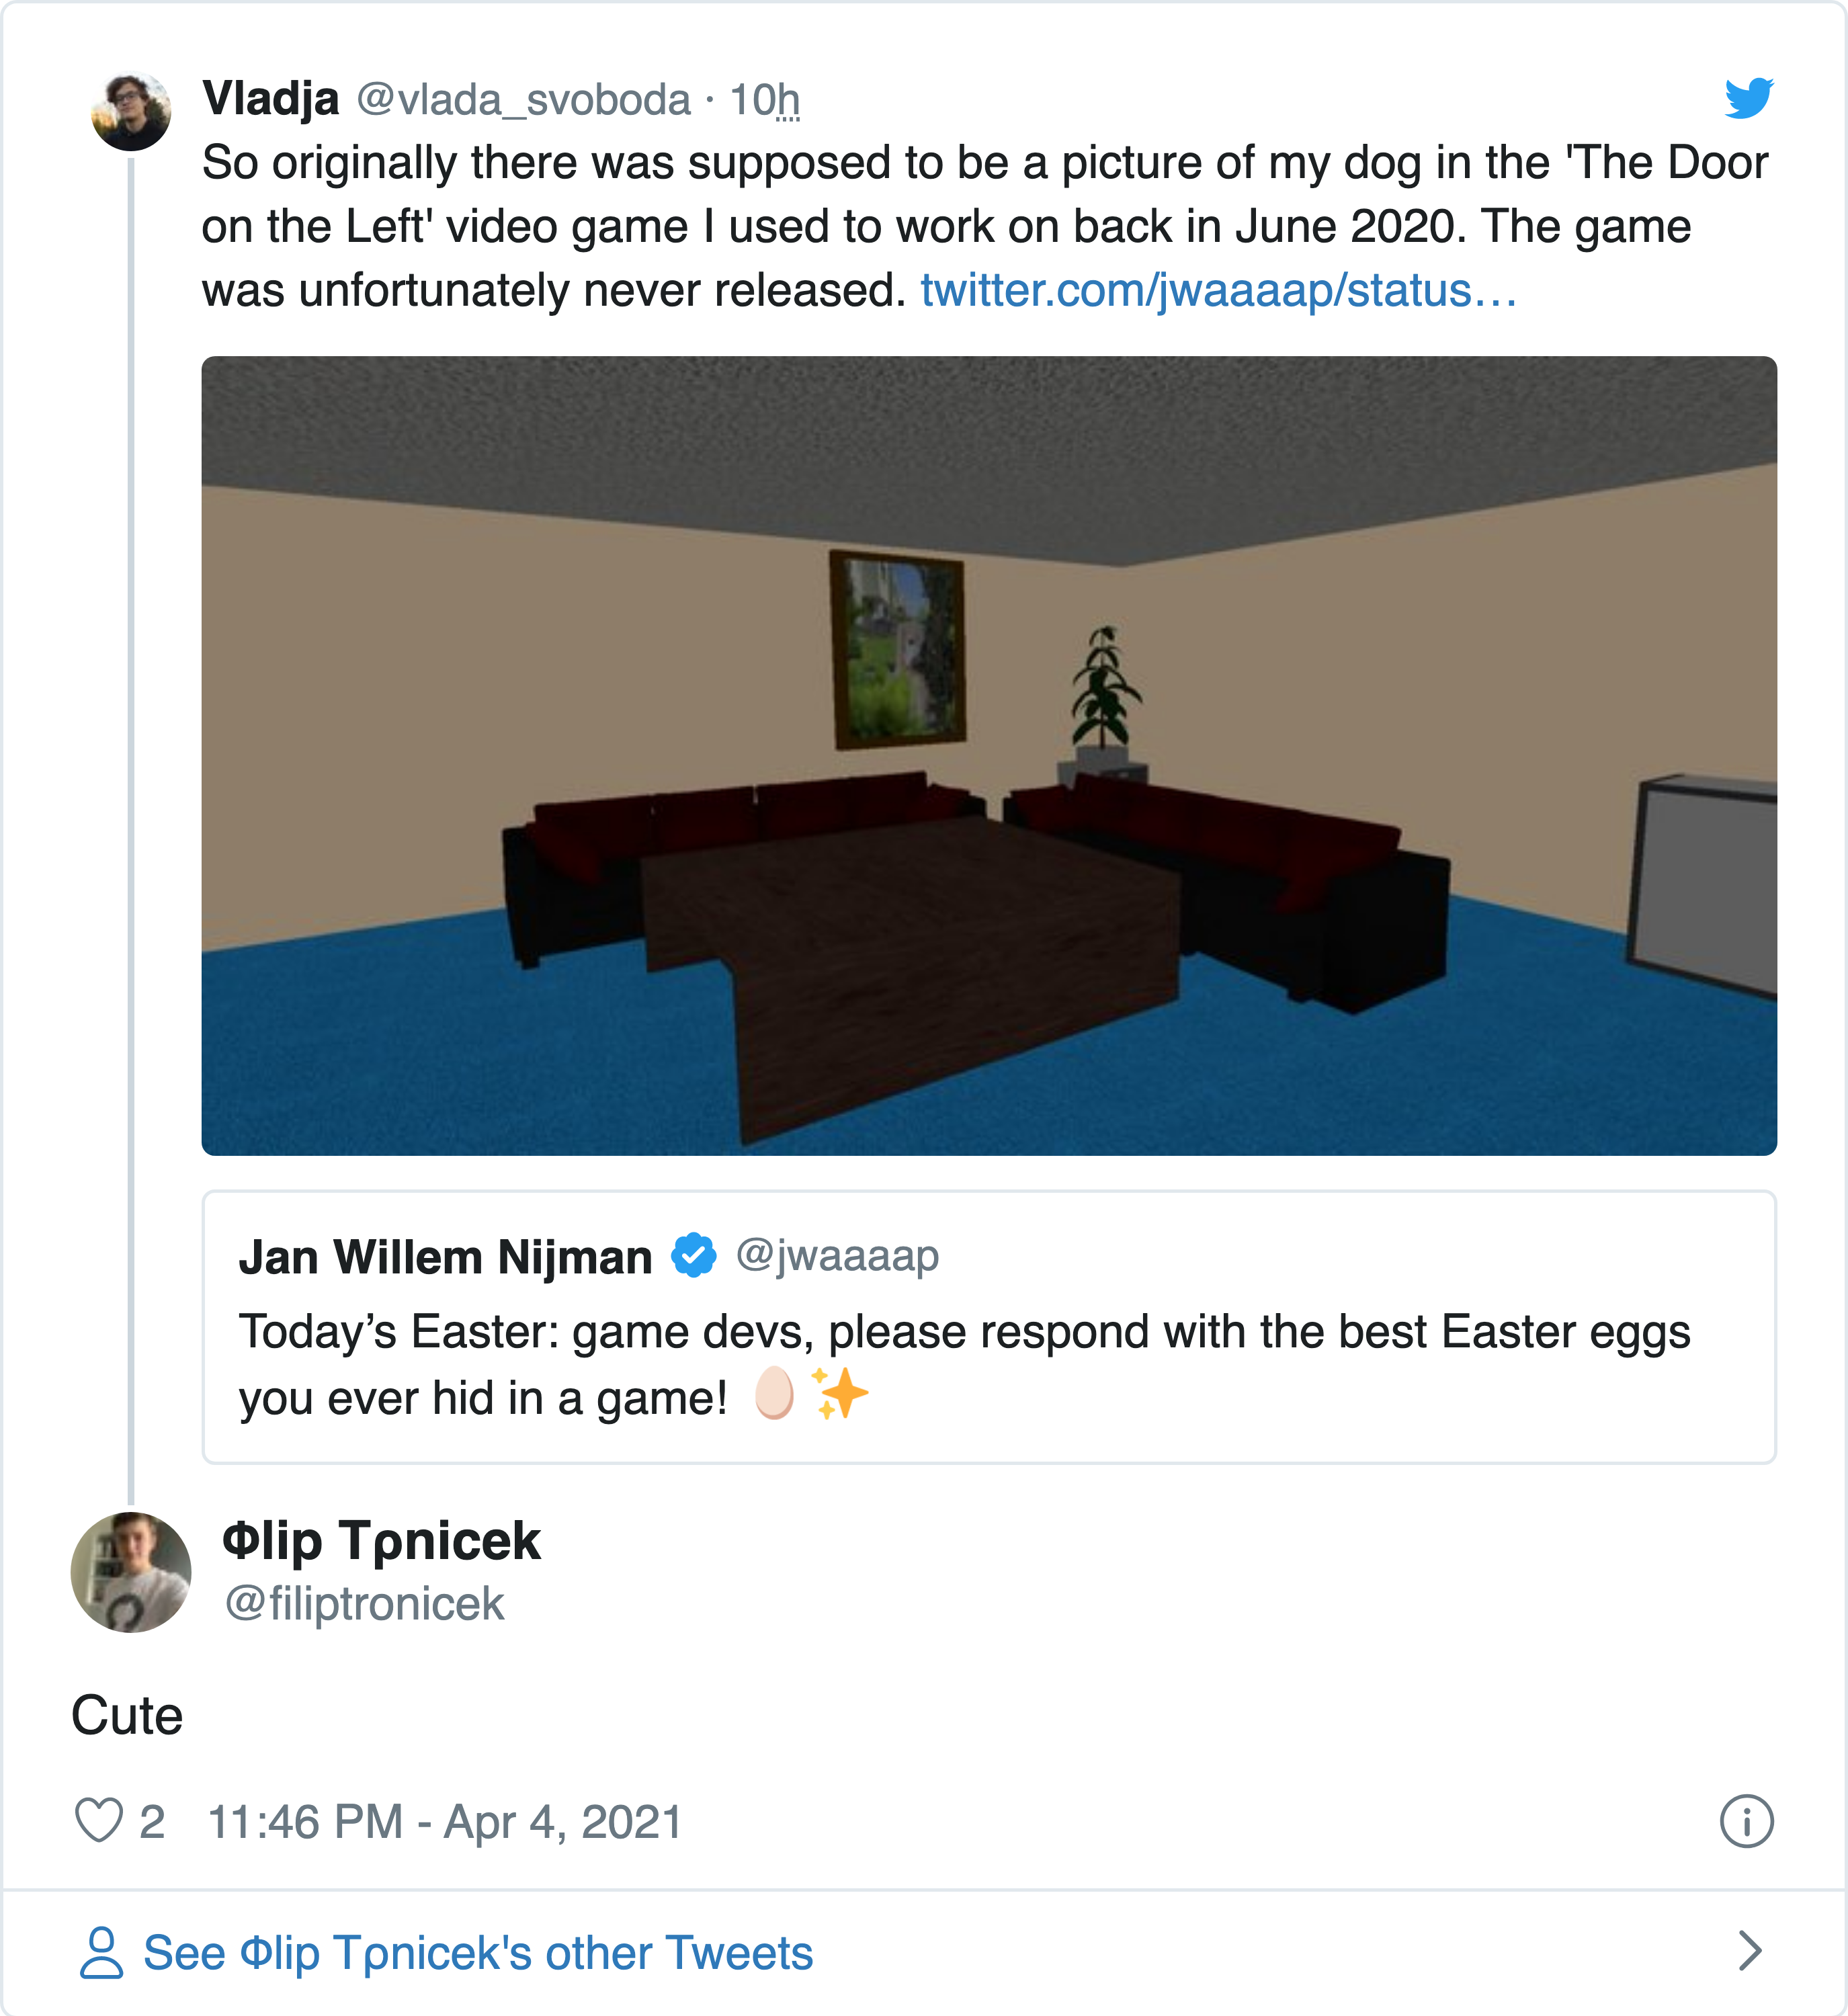 Vladja @vlada_svoboda · 10h
So originally there was supposed to be a picture of my dog in the 'The Door
on the Left' video game I used to work on back in June 2020. The game
was unfortunately never released. twitter.com/jwaaaap/status…
Jan Willem Nijman @jwaaaap
Today’s Easter: game devs, please respond with the best Easter eggs
you ever hid in a game! 🥚✨
Φlip Tρnicek
@filiptronicek
Cute
2 11:46 PM - Apr 4, 2021
See Φlip Tρnicek's other Tweets